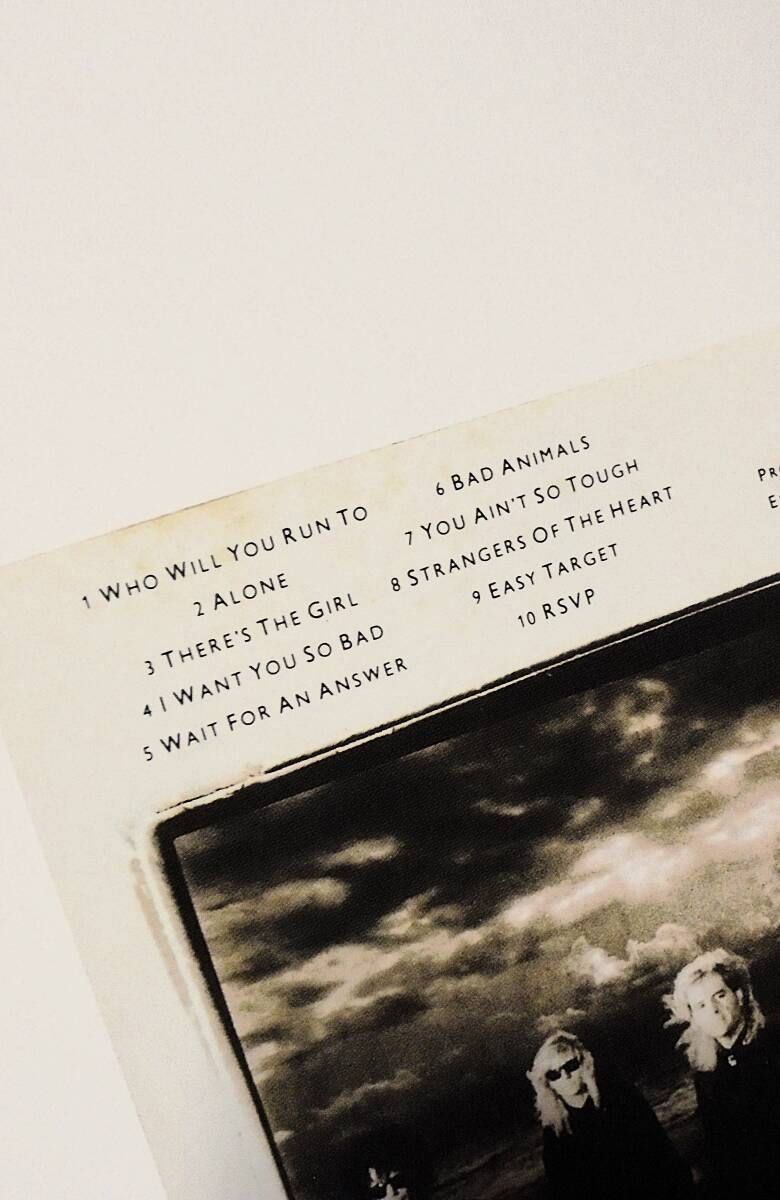 1 WHO WILL YOU RUN TO
2 ALONE
3 THERE'S THE GIRL
4 I WANT YOU SO BAD
5 WAIT FOR AN ANSWER
6 BAD ANIMALS
7 YOU AIN'T SO TOUGH
8 STRANGERS OF THE HEART
9 EASY TARGET
10 RSVP